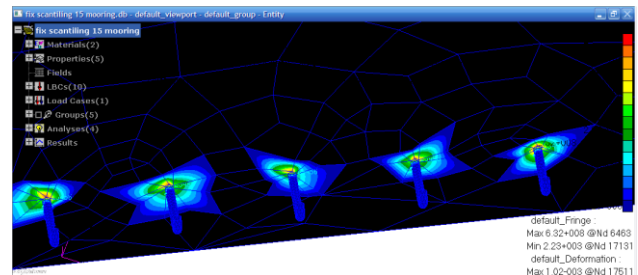 fix scantiling 15 mooring.db - default_viewport - default_group - Entity
fix scantiling 15 mooring
Materials(2)
Properties(5)
Fields
LBCs(10)
Load Cases(1)
Groups(5)
Analyses(4)
Results
default_Fringe :
Max 6.32+008 @Nd 6463
Min 2.23+003 @Nd 17131
default_Deformation :
Max 1.02-003 @Nd 17511